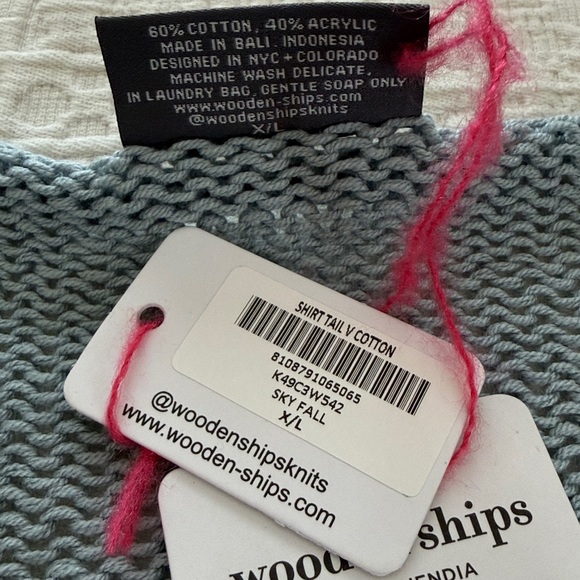 60% COTTON, 40% ACRYLIC
MADE IN BALI, INDONESIA
DESIGNED IN NYC + COLORADO
MACHINE WASH DELICATE,
IN LAUNDRY BAG, GENTLE SOAP ONLY
www.wooden-ships.com
@woodenshipsknits
X/L
SHIRT TAIL V COTTON
8108791065065
K49C3W542
SKY FALL
X/L
@woodenshipsknits
www.wooden-ships.com
ships